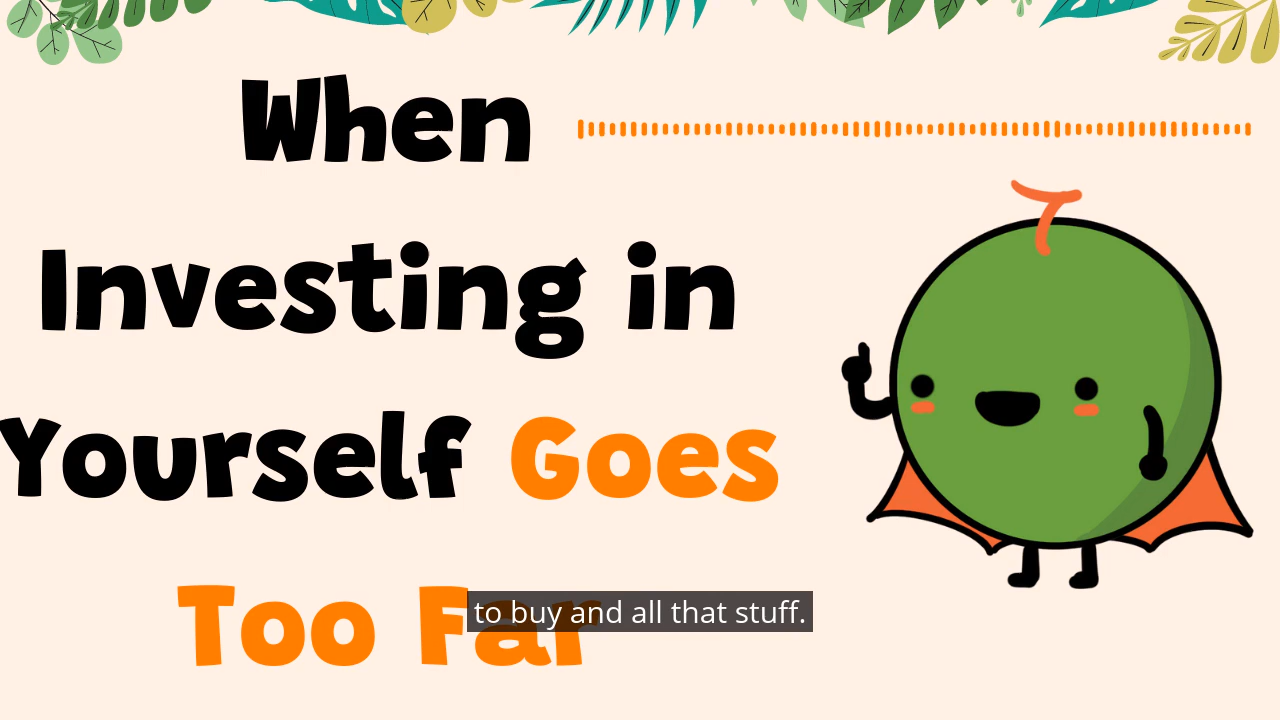 When
Investing in
Yourself Goes
Too Far
to buy and all that stuff.